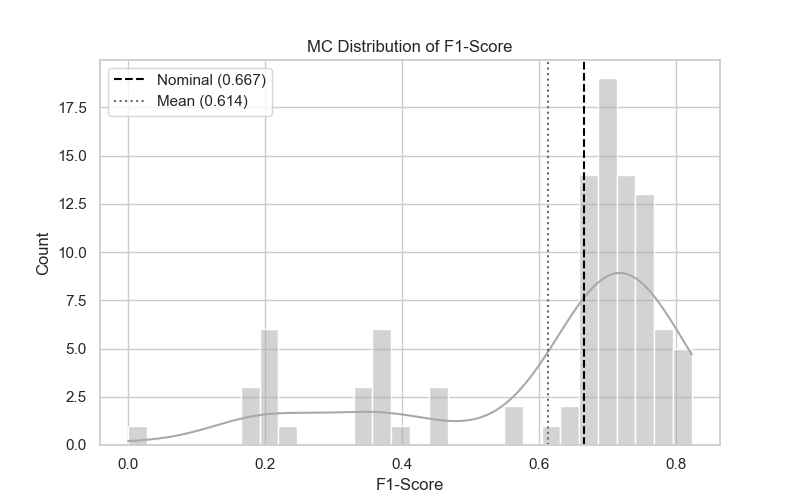 MC Distribution of F1-Score
Nominal (0.667)
Mean (0.614)
17.5
15.0
12.5
10.0
7.5
5.0
2.5
0.0
Count
0.0 0.2 0.4 0.6 0.8
F1-Score